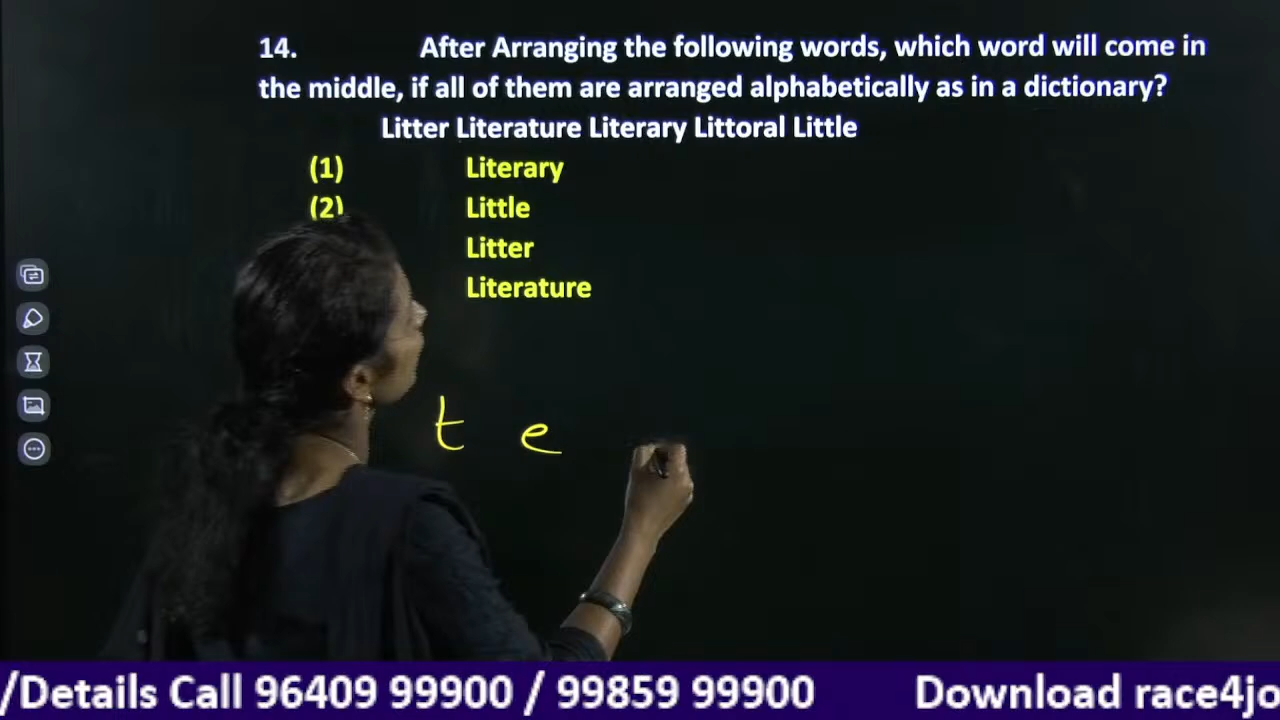 14. After Arranging the following words, which word will come in
the middle, if all of them are arranged alphabetically as in a dictionary?
Litter Literature Literary Littoral Little
(1) Literary
(2) Little
Litter
Literature
t e
/Details Call 96409 99900 / 99859 99900 Download race4jo